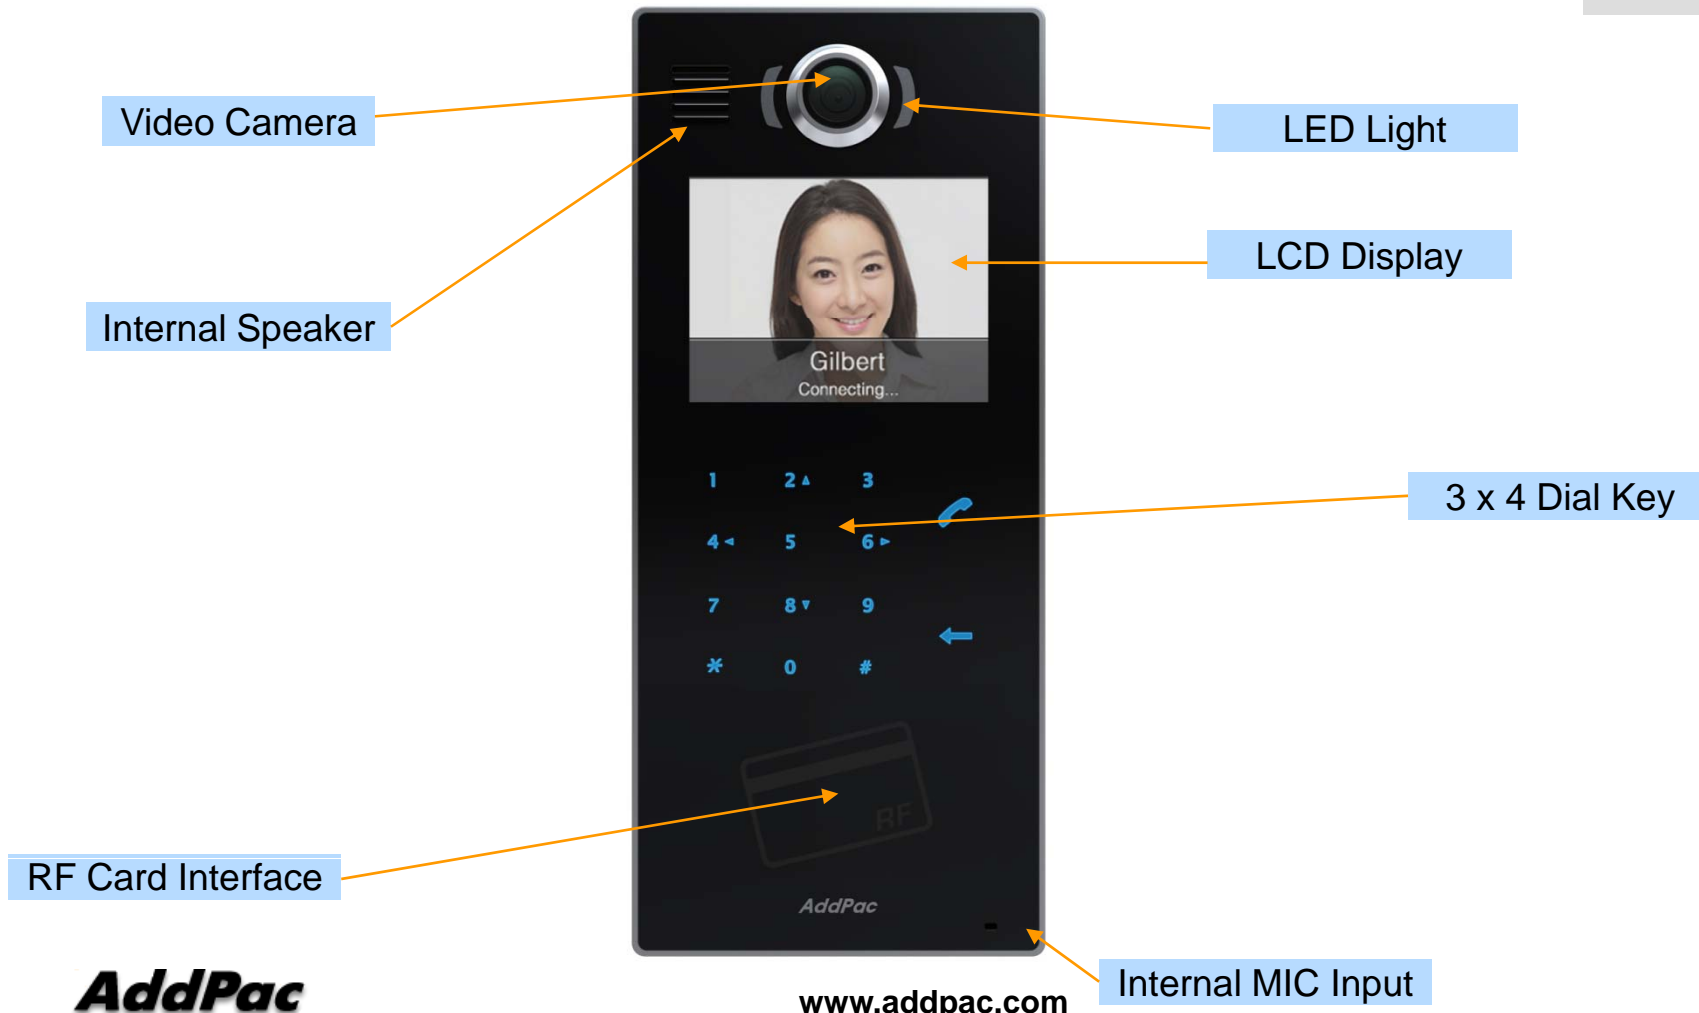 Video Camera
LED Light
LCD Display
Internal Speaker
Gilbert
Connecting...
1 2 3
3 x 4 Dial Key
4 5 6
7 8 9
* 0 #
RF
RF Card Interface
AddPac
Internal MIC Input
AddPac
www.addpac.com